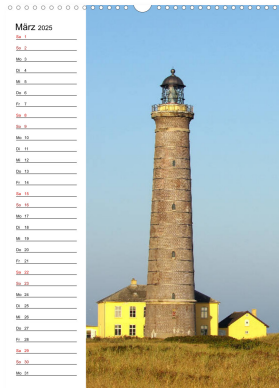 März 2025
Sa 1
So 2
Mo 3
Di 4
Mi 5
Do 6
Fr 7
Sa 8
So 9
Mo 10
Di 11
Mi 12
Do 13
Fr 14
Sa 15
So 16
Mo 17
Di 18
Mi 19
Do 20
Fr 21
Sa 22
So 23
Mo 24
Di 25
Mi 26
Do 27
Fr 28
Sa 29
So 30
Mo 31